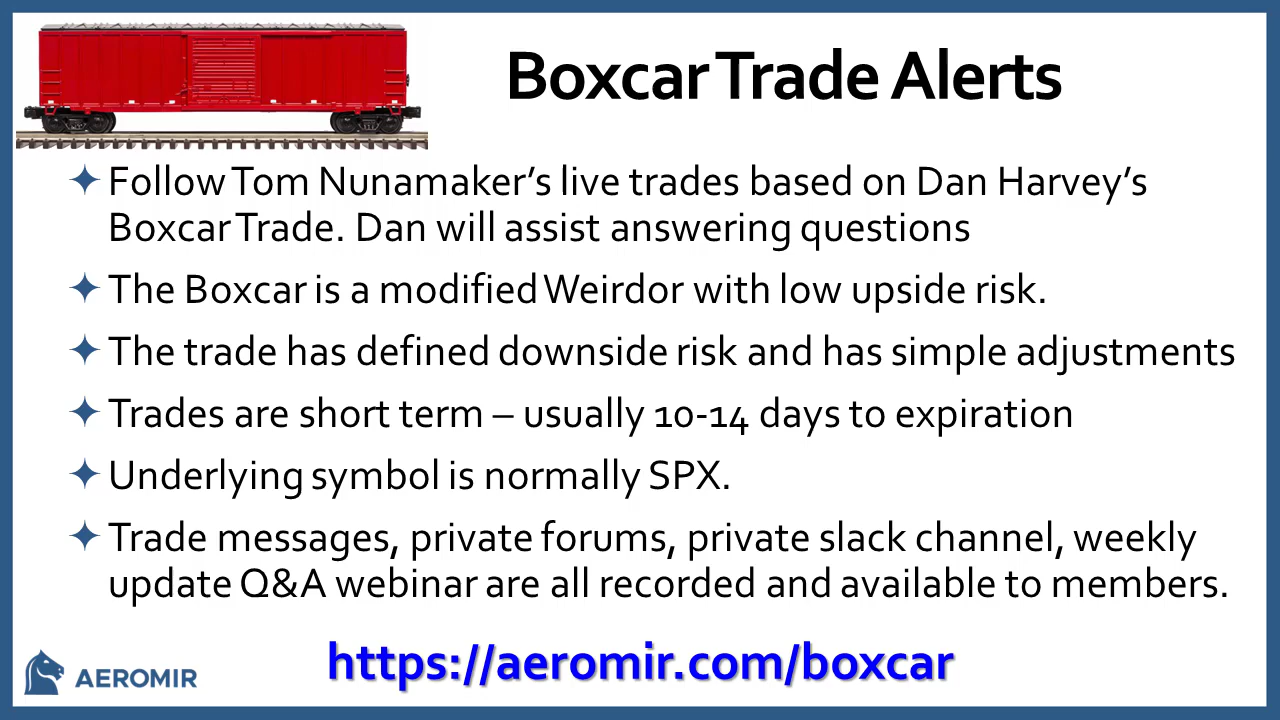 Boxcar Trade Alerts
Follow Tom Nunamaker’s live trades based on Dan Harvey’s
Boxcar Trade. Dan will assist answering questions
The Boxcar is a modified Weirdor with low upside risk.
The trade has defined downside risk and has simple adjustments
Trades are short term – usually 10-14 days to expiration
Underlying symbol is normally SPX.
Trade messages, private forums, private slack channel, weekly
update Q&A webinar are all recorded and available to members.
https://aeromir.com/boxcar
AEROMIR